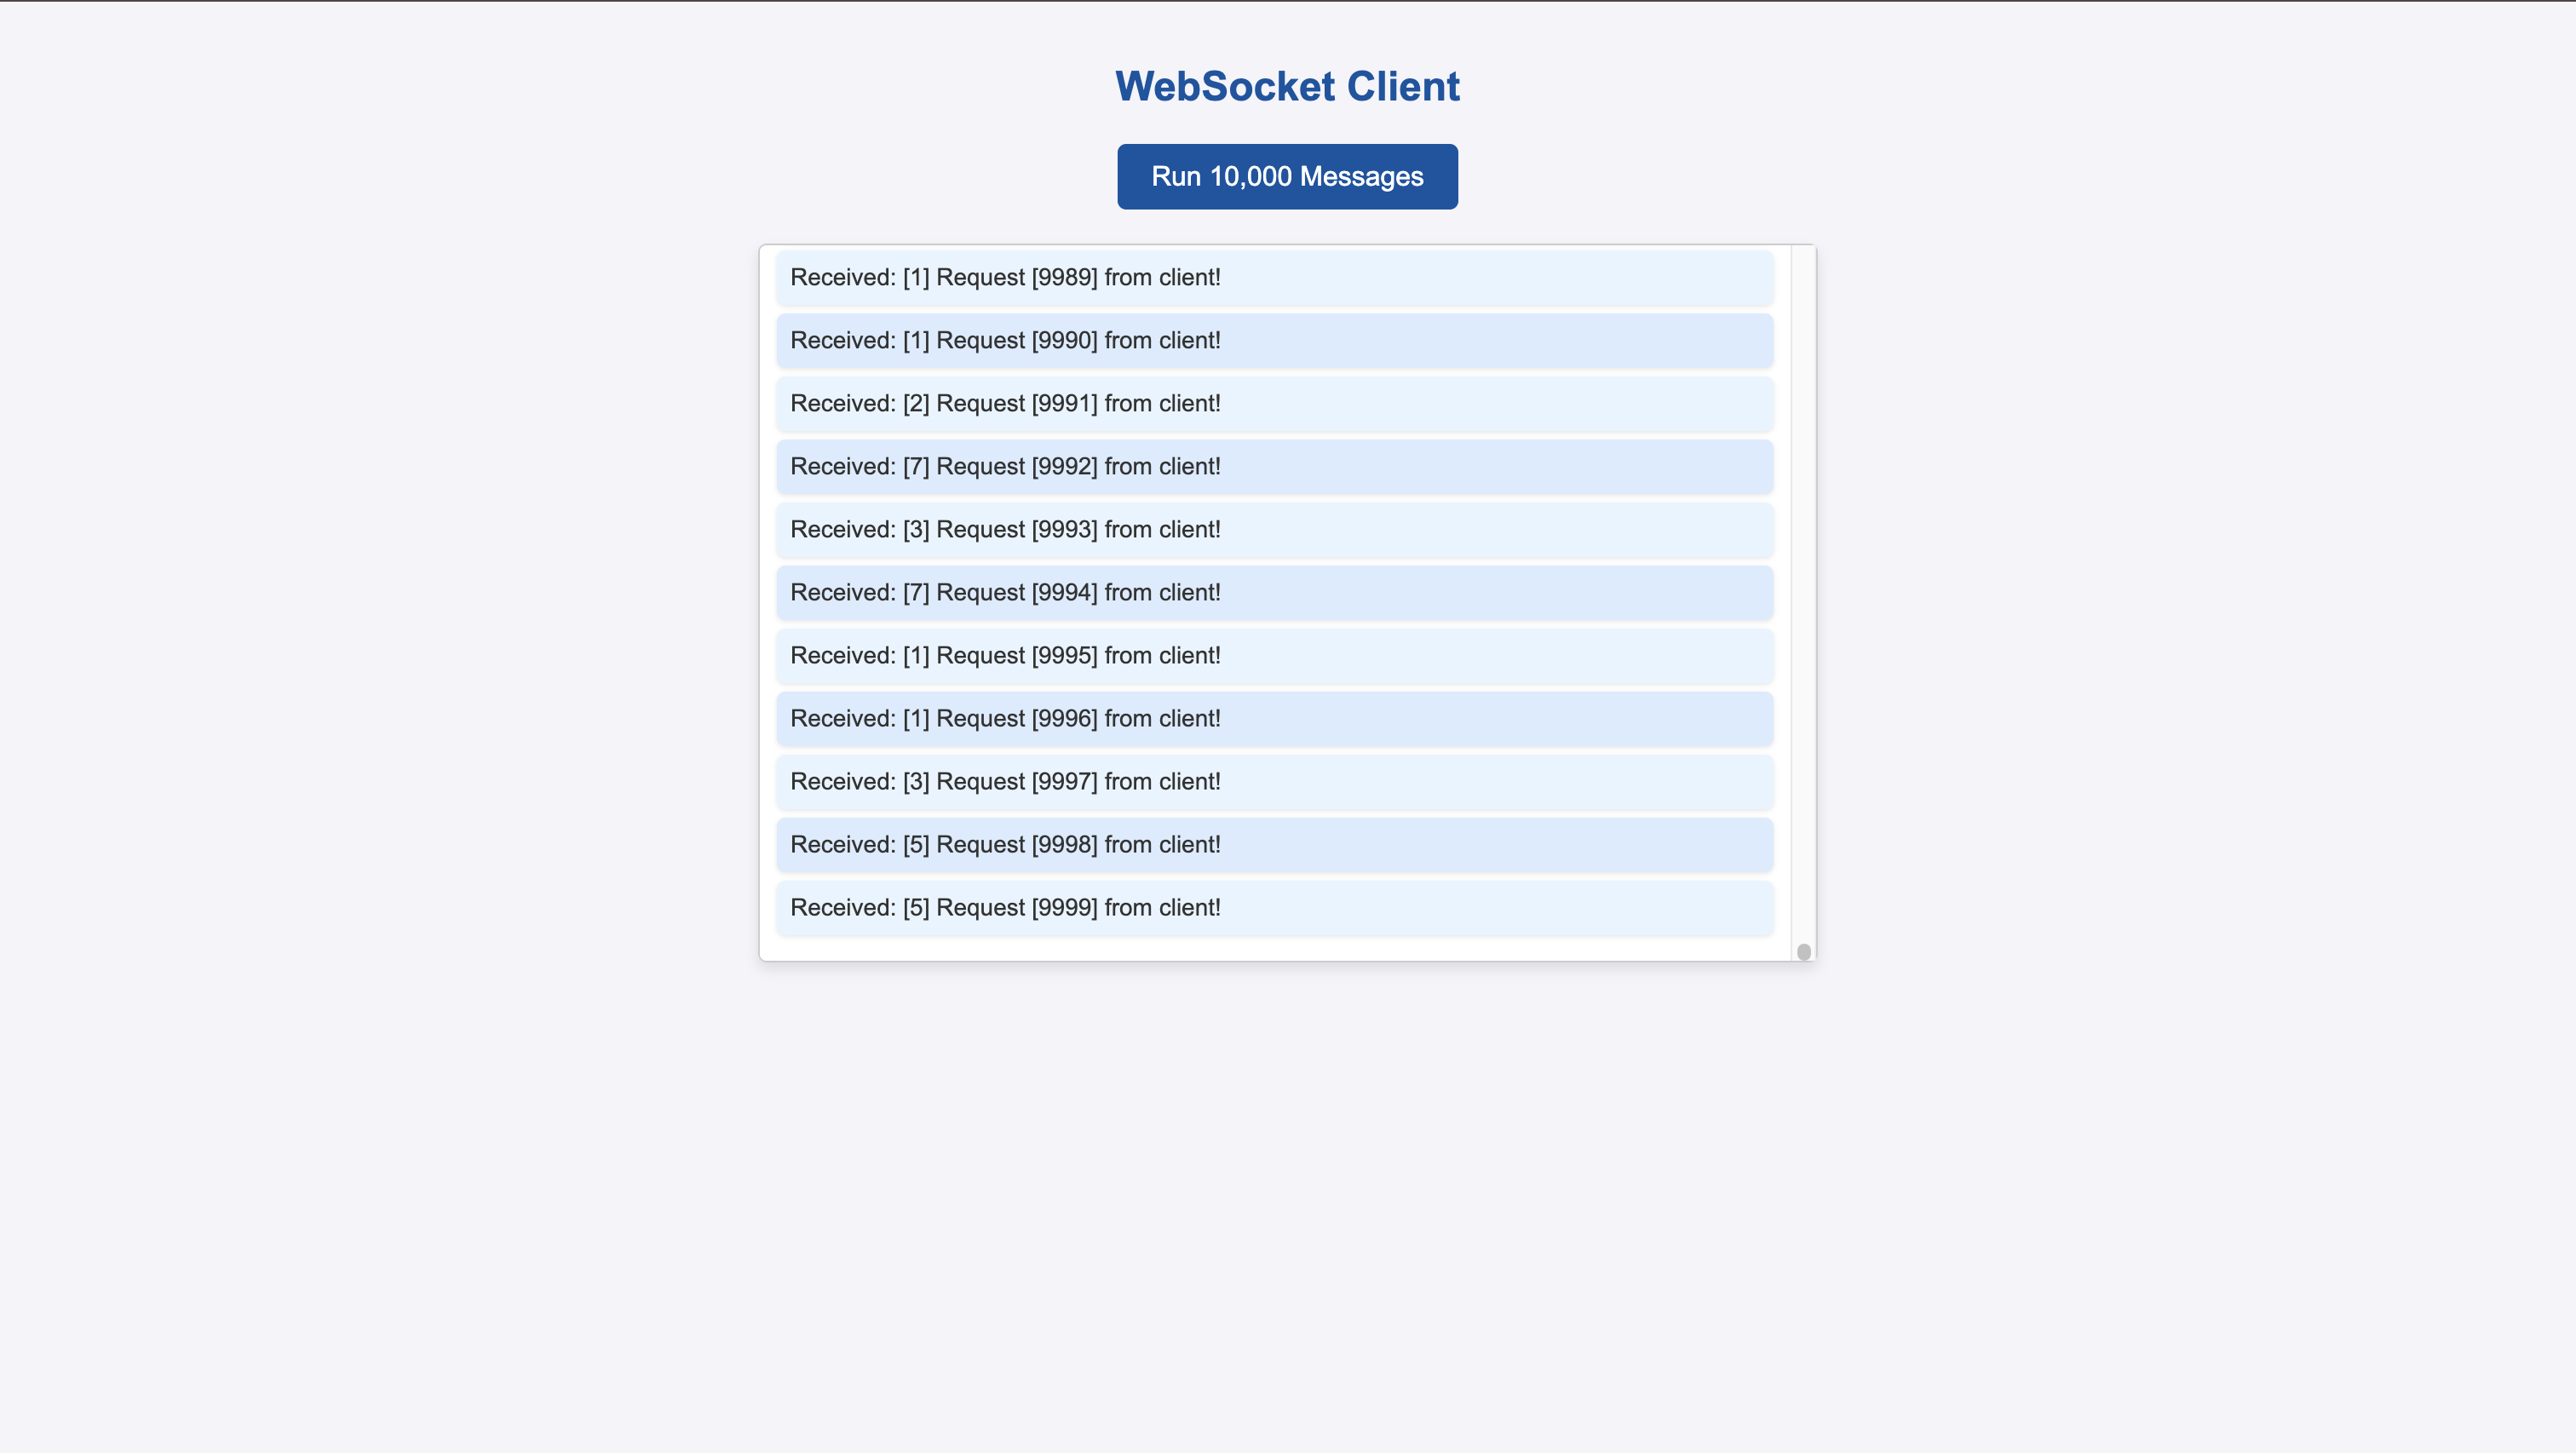 WebSocket Client
Run 10,000 Messages
Received: [1] Request [9989] from client!
Received: [1] Request [9990] from client!
Received: [2] Request [9991] from client!
Received: [7] Request [9992] from client!
Received: [3] Request [9993] from client!
Received: [7] Request [9994] from client!
Received: [1] Request [9995] from client!
Received: [1] Request [9996] from client!
Received: [3] Request [9997] from client!
Received: [5] Request [9998] from client!
Received: [5] Request [9999] from client!